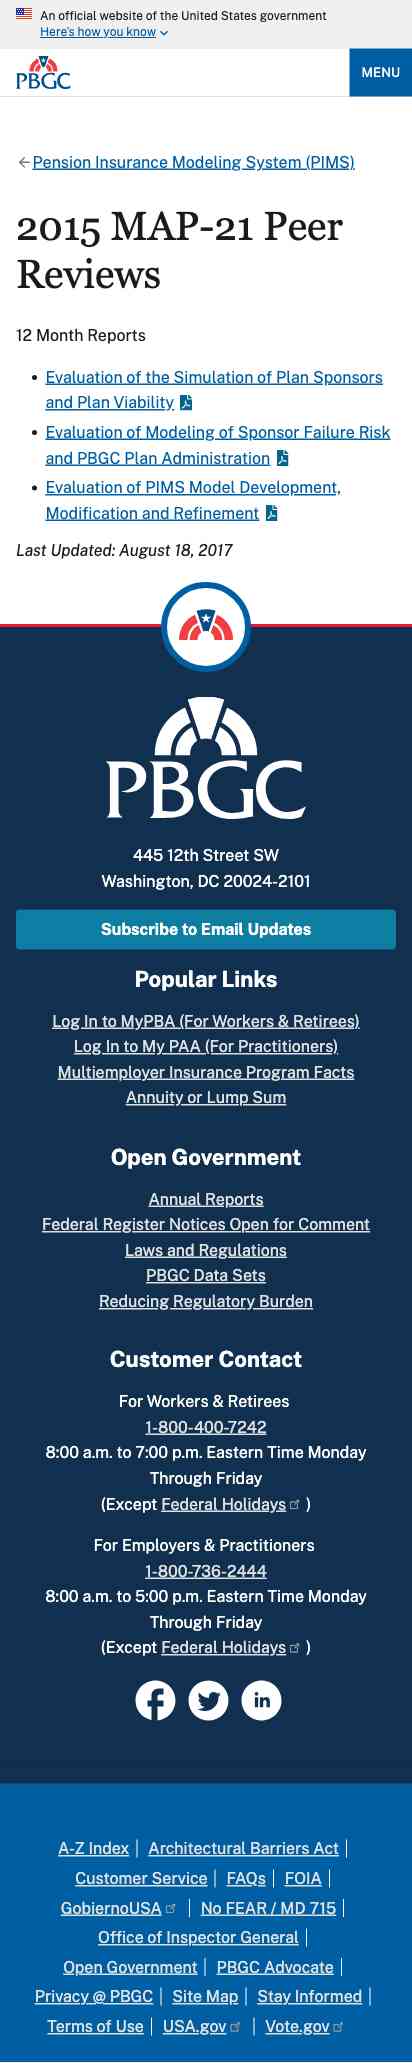 An official website of the United States government
Here's how you know
PBGC
MENU
Pension Insurance Modeling System (PIMS)
2015 MAP-21 Peer
Reviews
12 Month Reports
• Evaluation of the Simulation of Plan Sponsors
and Plan Viability
• Evaluation of Modeling of Sponsor Failure Risk
and PBGC Plan Administration
• Evaluation of PIMS Model Development,
Modification and Refinement
Last Updated: August 18, 2017
PBGC
445 12th Street SW
Washington, DC 20024-2101
Subscribe to Email Updates
Popular Links
Log In to MyPBA (For Workers & Retirees)
Log In to My PAA (For Practitioners)
Multiemployer Insurance Program Facts
Annuity or Lump Sum
Open Government
Annual Reports
Federal Register Notices Open for Comment
Laws and Regulations
PBGC Data Sets
Reducing Regulatory Burden
Customer Contact
For Workers & Retirees
1-800-400-7242
8:00 a.m. to 7:00 p.m. Eastern Time Monday
Through Friday
(Except Federal Holidays )
For Employers & Practitioners
1-800-736-2444
8:00 a.m. to 5:00 p.m. Eastern Time Monday
Through Friday
(Except Federal Holidays )
A-Z Index | Architectural Barriers Act |
Customer Service | FAQs | FOIA |
GobiernoUSA | No FEAR / MD 715 |
Office of Inspector General |
Open Government | PBGC Advocate |
Privacy @ PBGC | Site Map | Stay Informed |
Terms of Use | USA.gov | Vote.gov